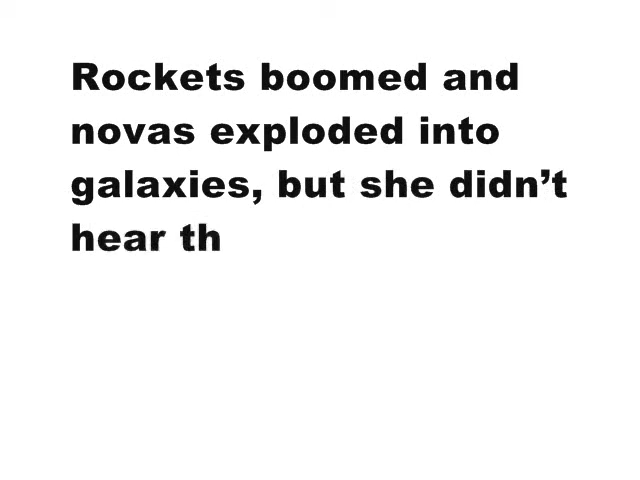 Rockets boomed and
novas exploded into
galaxies, but she didn’t
hear th